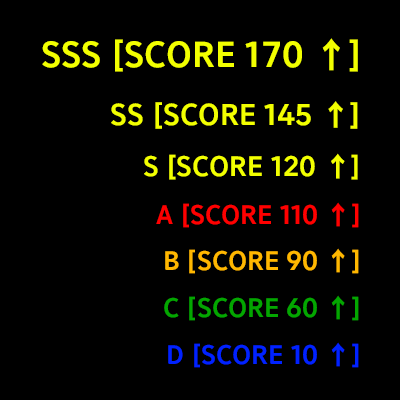 SSS [SCORE 170 ↑]
SS [SCORE 145 ↑]
S [SCORE 120 ↑]
A [SCORE 110 ↑]
B [SCORE 90 ↑]
C [SCORE 60 ↑]
D [SCORE 10 ↑]